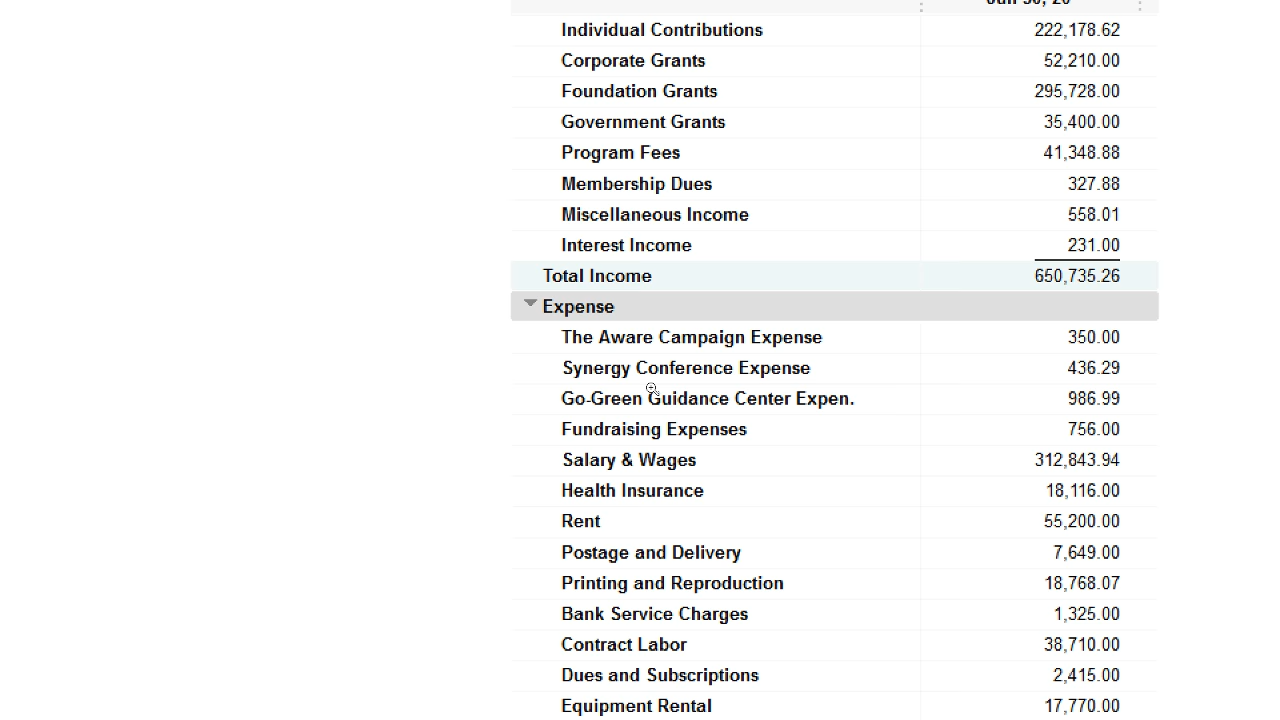 Jun 30, 20
Individual Contributions 222,178.62
Corporate Grants 52,210.00
Foundation Grants 295,728.00
Government Grants 35,400.00
Program Fees 41,348.88
Membership Dues 327.88
Miscellaneous Income 558.01
Interest Income 231.00
Total Income 650,735.26
Expense
The Aware Campaign Expense 350.00
Synergy Conference Expense 436.29
Go-Green Guidance Center Expen. 986.99
Fundraising Expenses 756.00
Salary & Wages 312,843.94
Health Insurance 18,116.00
Rent 55,200.00
Postage and Delivery 7,649.00
Printing and Reproduction 18,768.07
Bank Service Charges 1,325.00
Contract Labor 38,710.00
Dues and Subscriptions 2,415.00
Equipment Rental 17,770.00